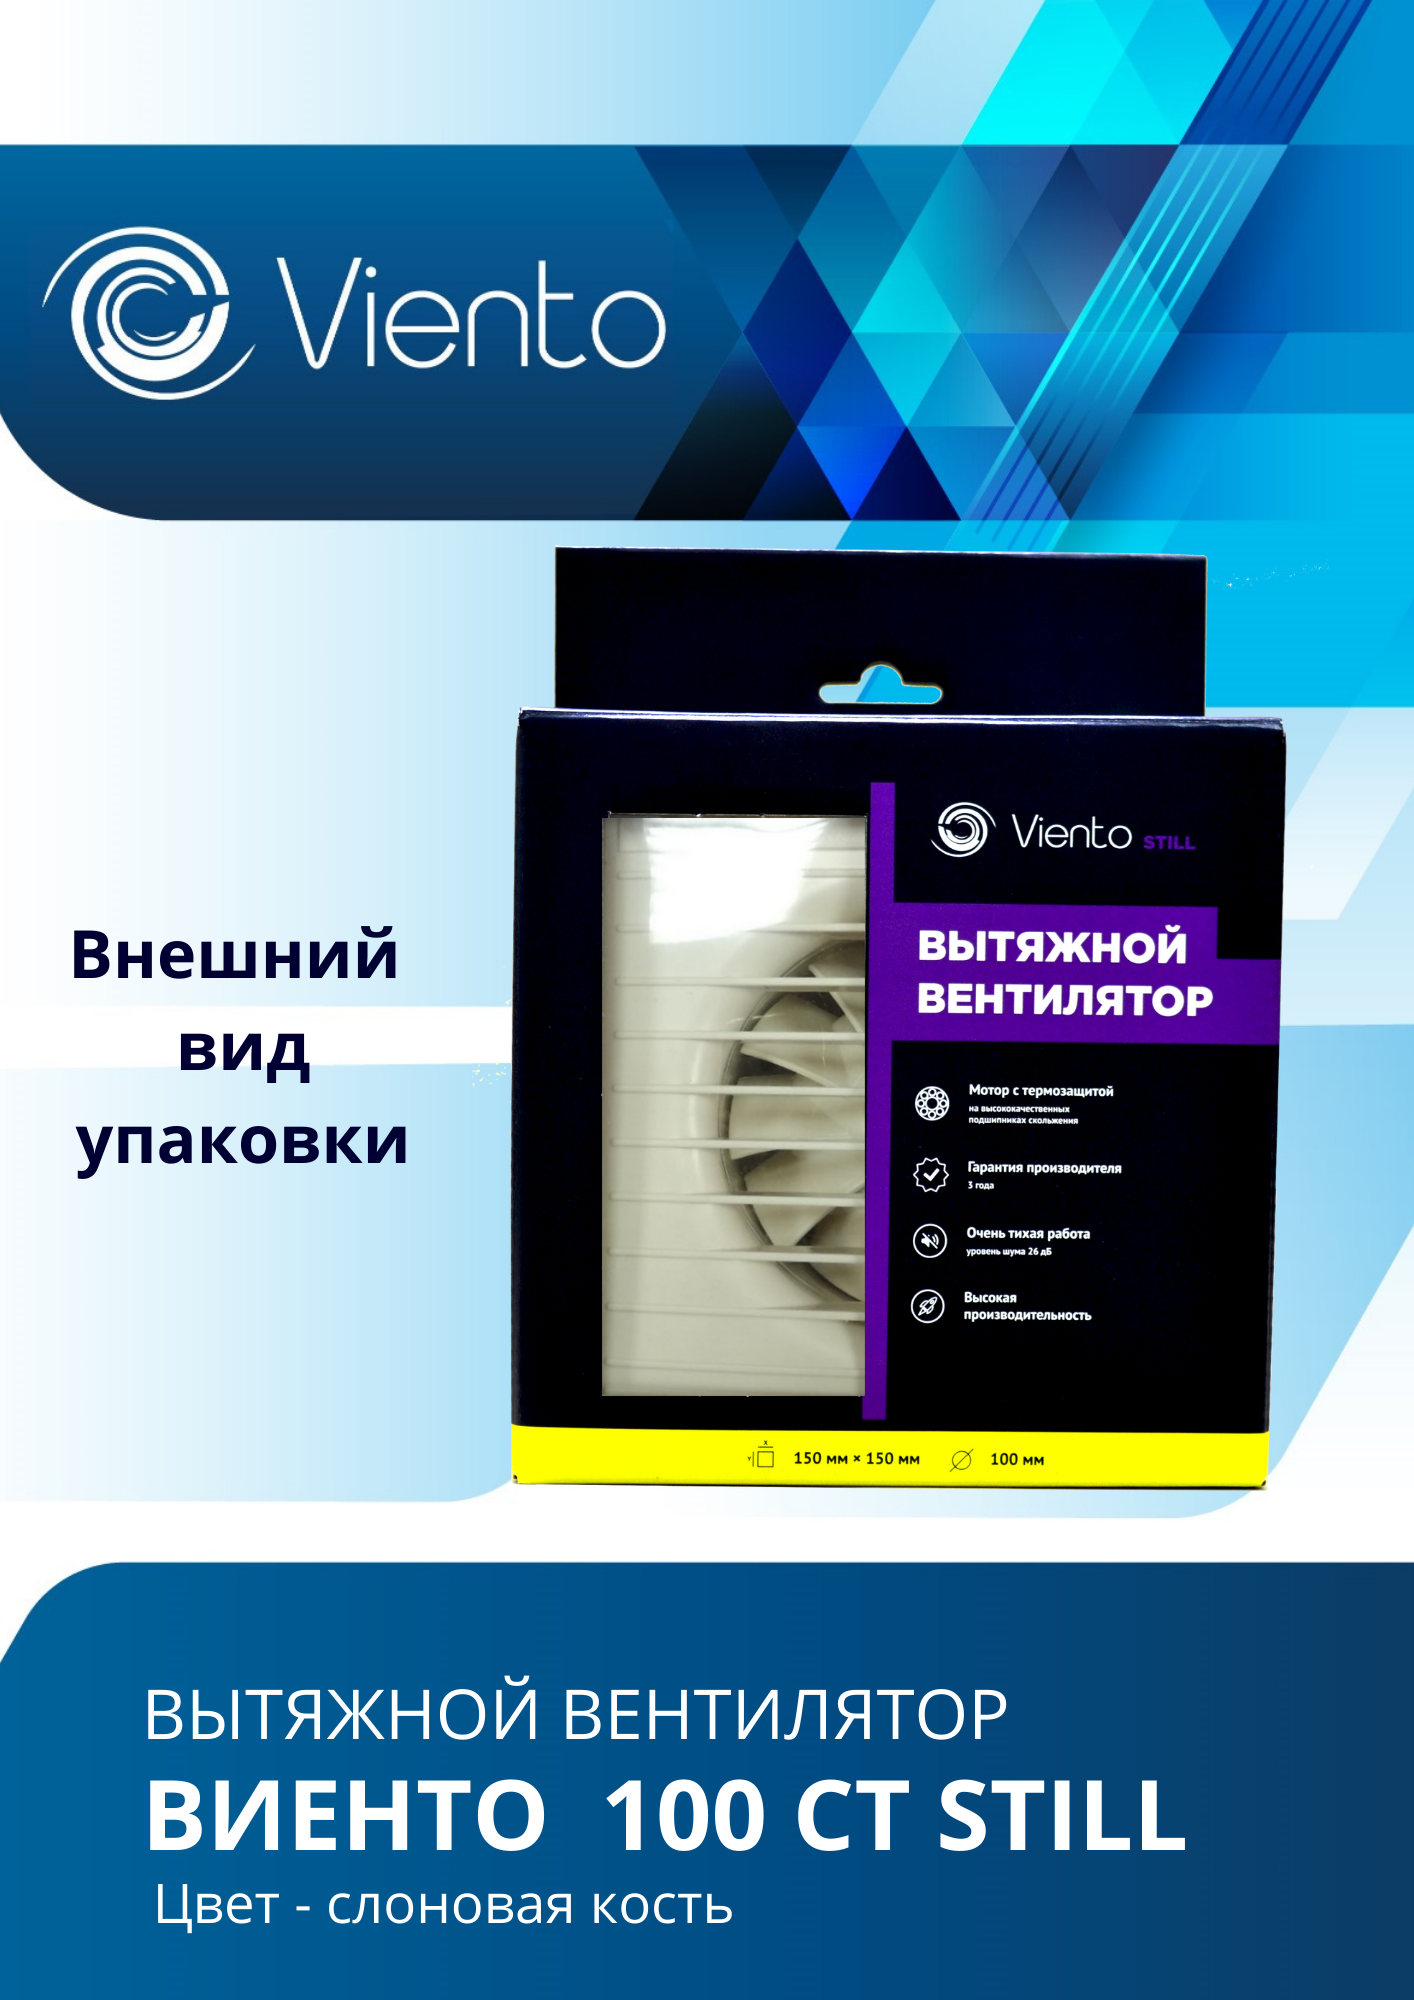 Viento
Внешний
вид
упаковки
Viento STILL
ВЫТЯЖНОЙ
ВЕНТИЛЯТОР
Мотор с термозащитой
на высококачественных
подшипниках скольжения
Гарантия производителя
3 года
Очень тихая работа
уровень шума 26 дБ
Высокая
производительность
X
Y 150 мм × 150 мм 100 мм
ВЫТЯЖНОЙ ВЕНТИЛЯТОР
ВИЕНТО 100 СТ STILL
Цвет - слоновая кость